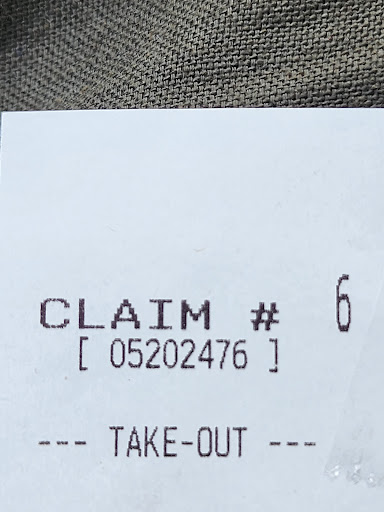 CLAIM # 6
[ 05202476 ]
--- TAKE-OUT ---